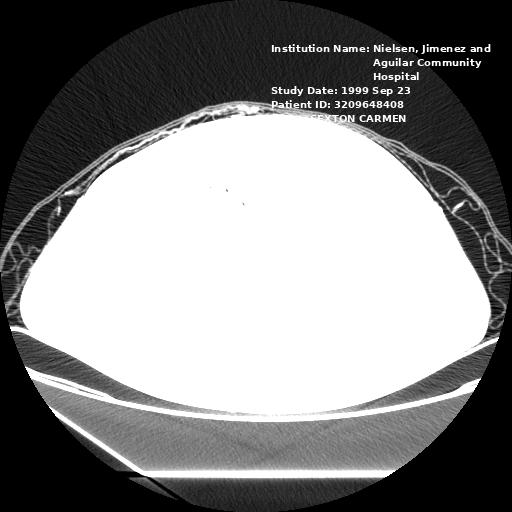 Institution Name: Nielsen, Jimenez and
Aguilar Community
Hospital
Study Date: 1999 Sep 23
Patient ID: 3209648408
SEXTON CARMEN